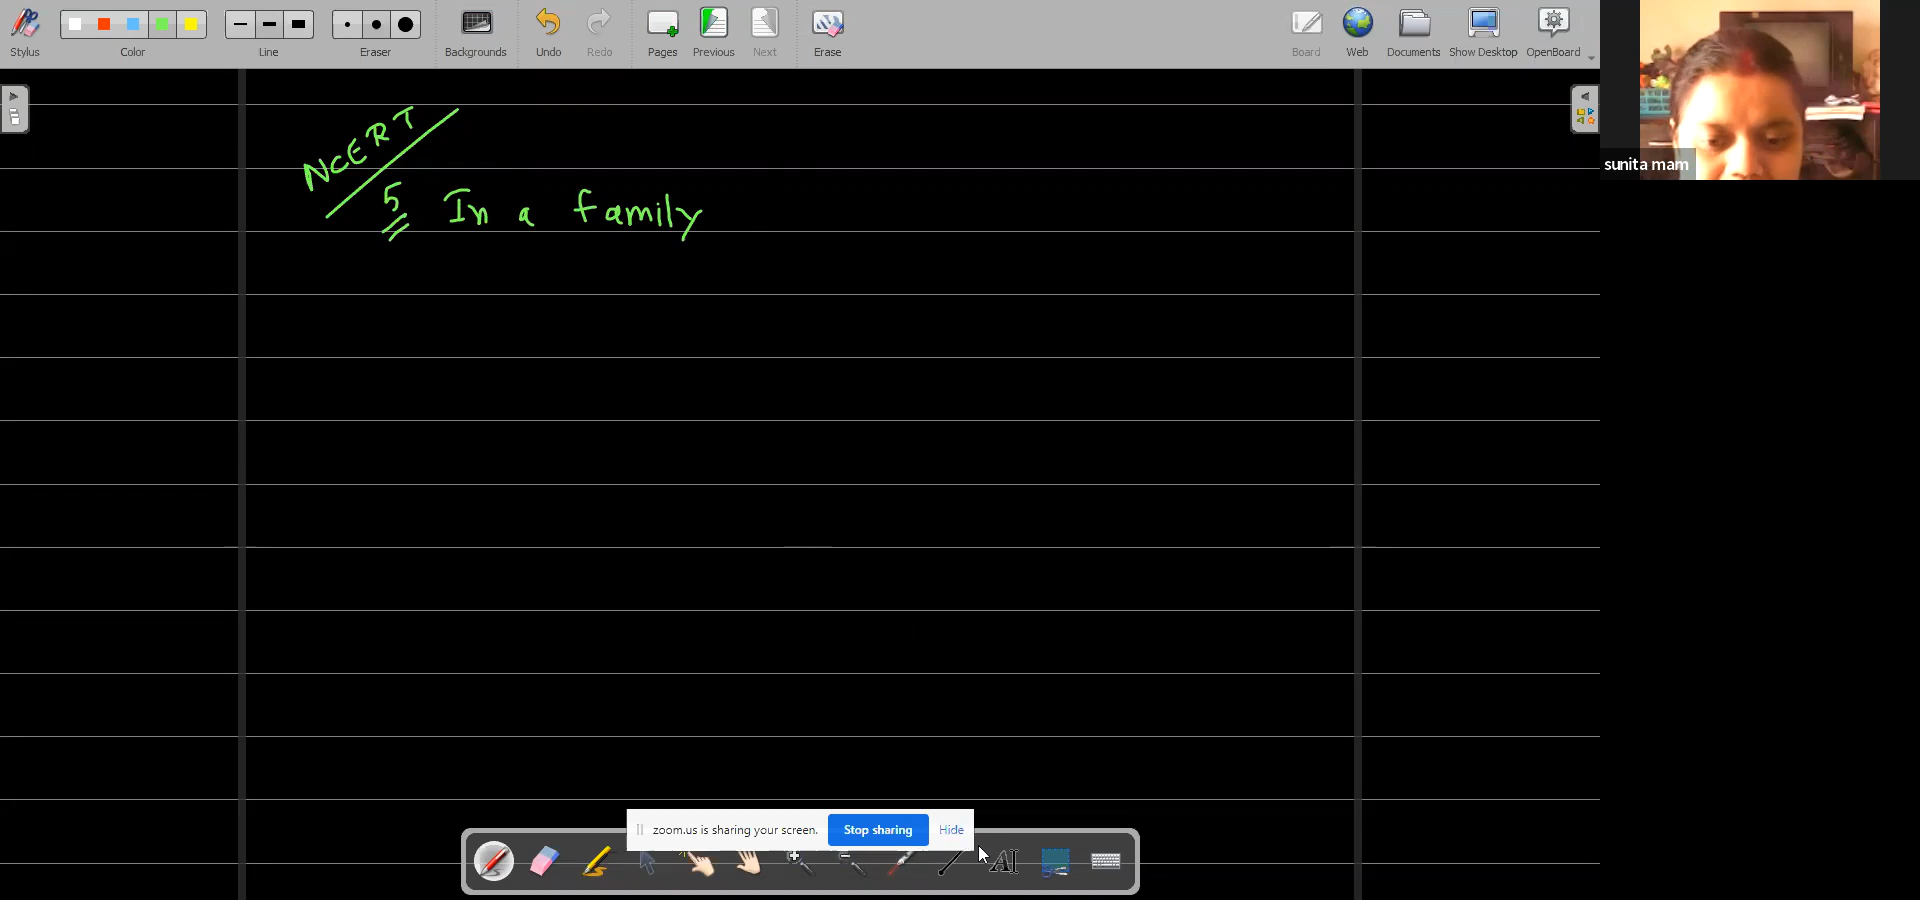 Stylus
Color
Line
Eraser
Backgrounds
Undo
Redo
Pages
Previous
Next
Erase
Board
Web
Documents
Show Desktop
OpenBoard
sunita mam
NCERT
5 In a family
zoom.us is sharing your screen.
Stop sharing
Hide
AI